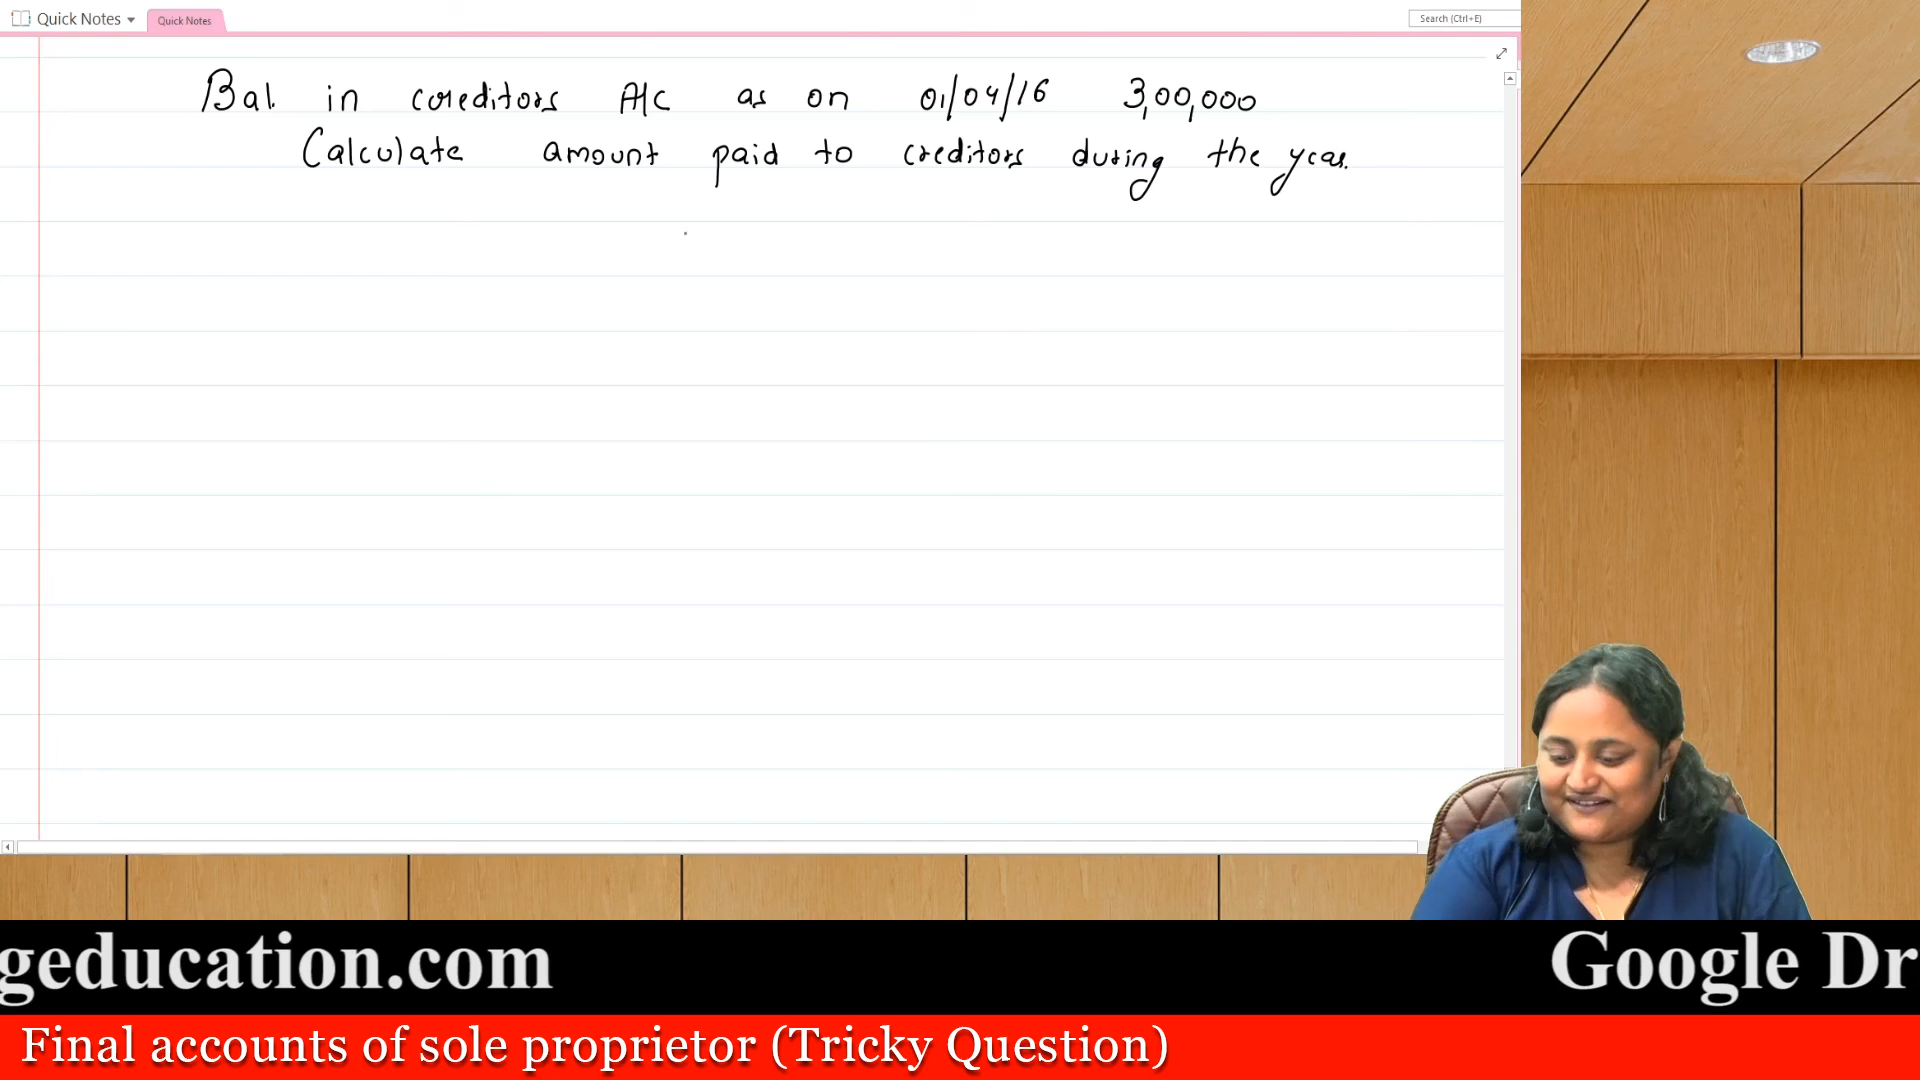 Quick Notes
Quick Notes
Search (Ctrl+E)
Bal. in creditors A/c as on 01/04/16 3,00,000
Calculate amount paid to creditors during the year.
geducation.com
Google Dr
Final accounts of sole proprietor (Tricky Question)